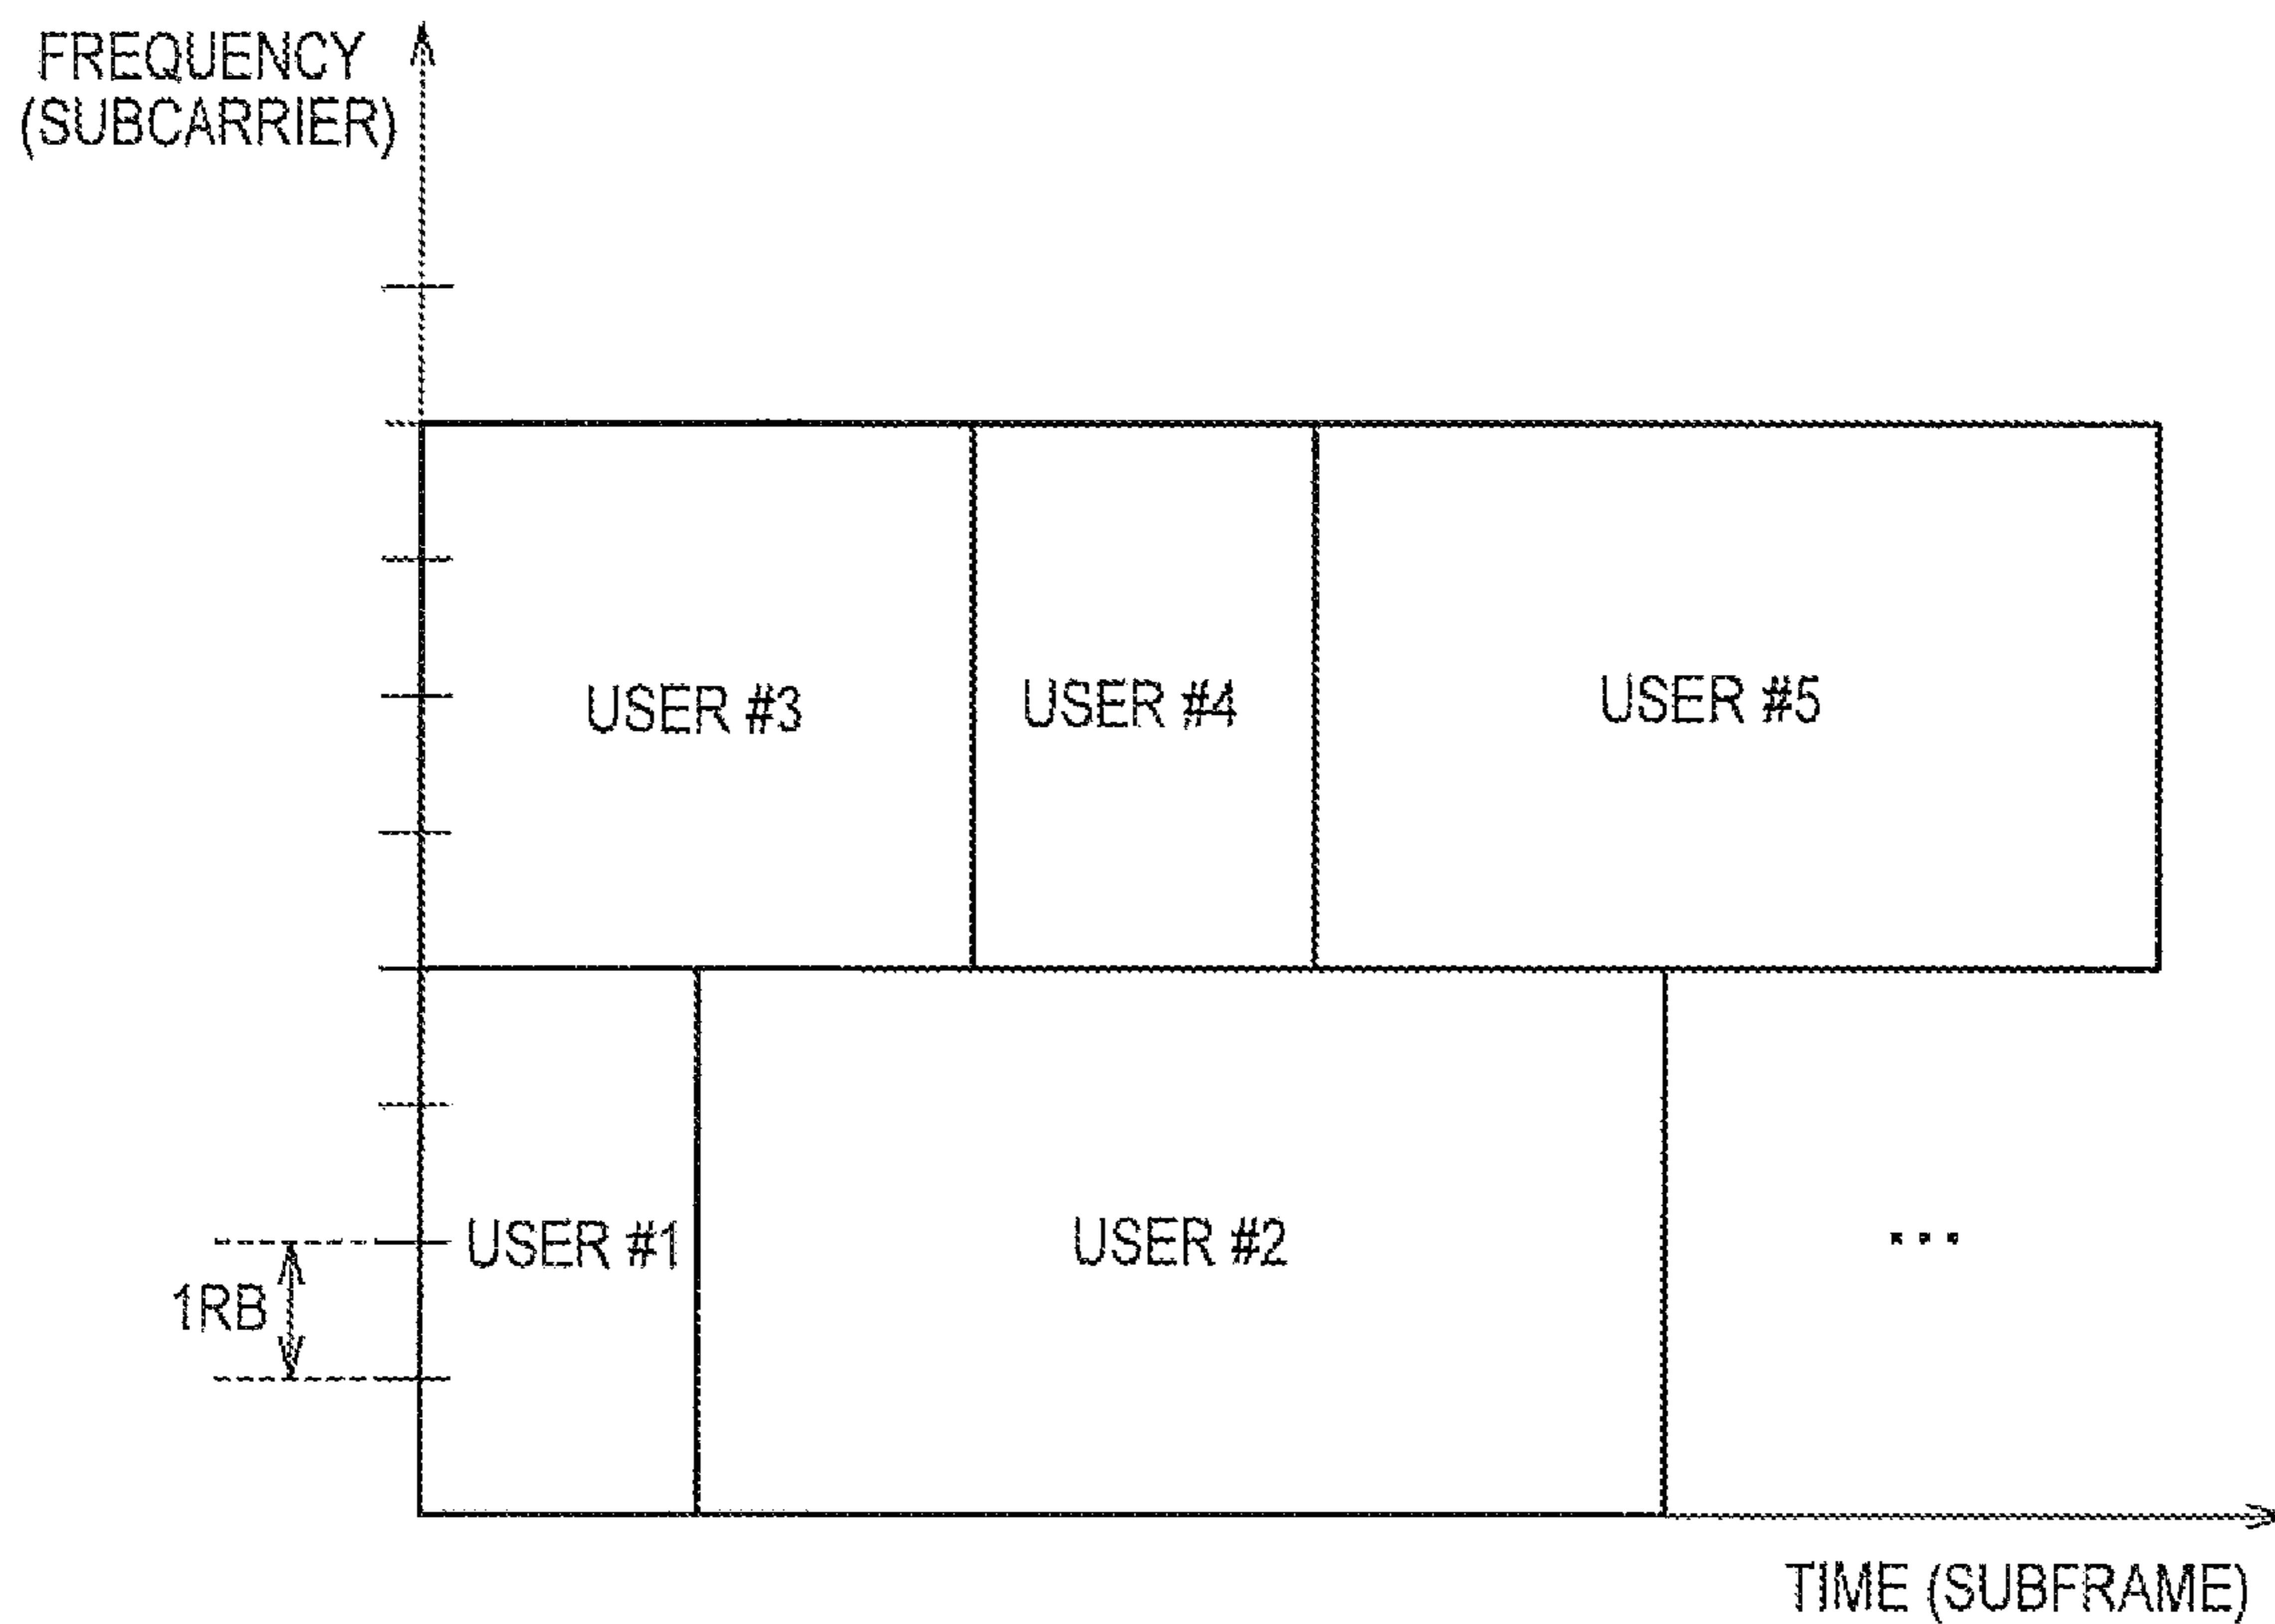 FREQUENCY
(SUBCARRIER)
USER #3
USER #4
USER #5
USER #1
USER #2
...
1RB
TIME (SUBFRAME)